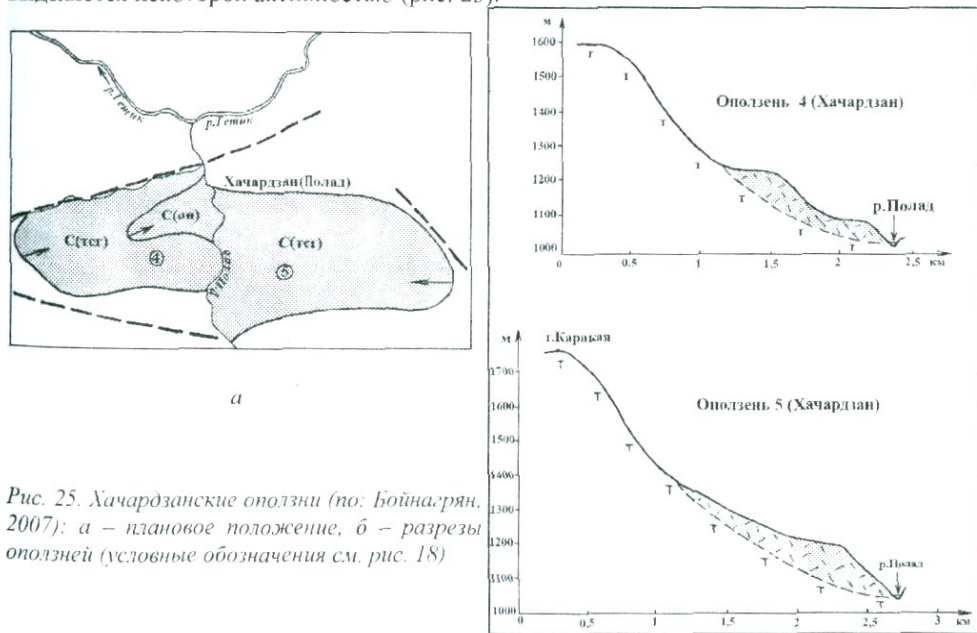 р.Гетик
р.Гетик
Хачардзан(Полад)
С(тсг)
С(оп)
С(тсг)
4
5
р.Полад
а
Рис. 25. Хачардзанские оползни (по: Бойнагрян,
2007): а – плановое положение, б – разрезы
оползней (условные обозначения см. рис. 18)
м
1600
1500
1400
1300
1200
1100
1000
Оползень 4 (Хачардзан)
р.Полад
т т т т т т т
0 0,5 1 1,5 2 2,5 км
м
г.Каракая
1700
1600
1500
1400
1300
1200
1100
1000
Оползень 5 (Хачардзан)
р.Полад
Т Т Т Т Т Т Т Т Т
0 0,5 1 1,5 2 2,5 3 км